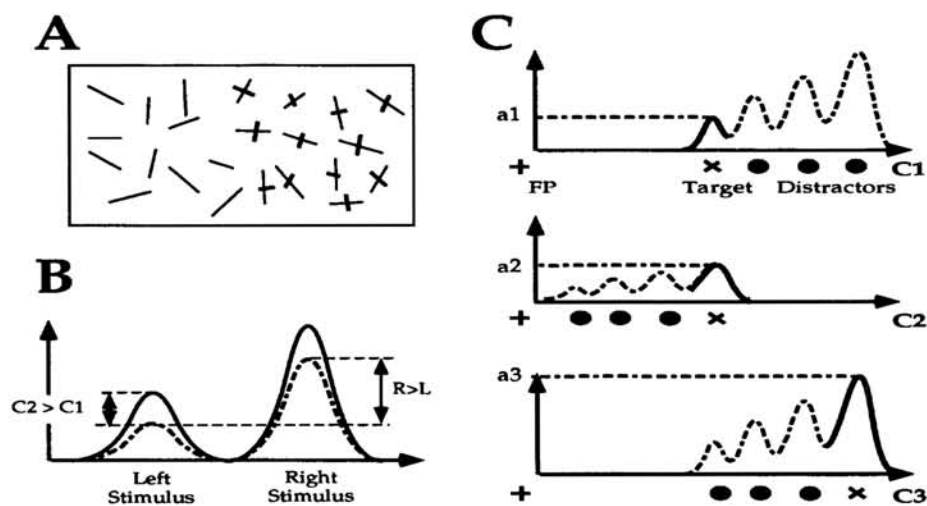 A
B
C2 > C1
R>L
Left
Stimulus
Right
Stimulus
C
a1
+ × C1
FP Target Distractors
a2
+ × C2
a3
+ × C3